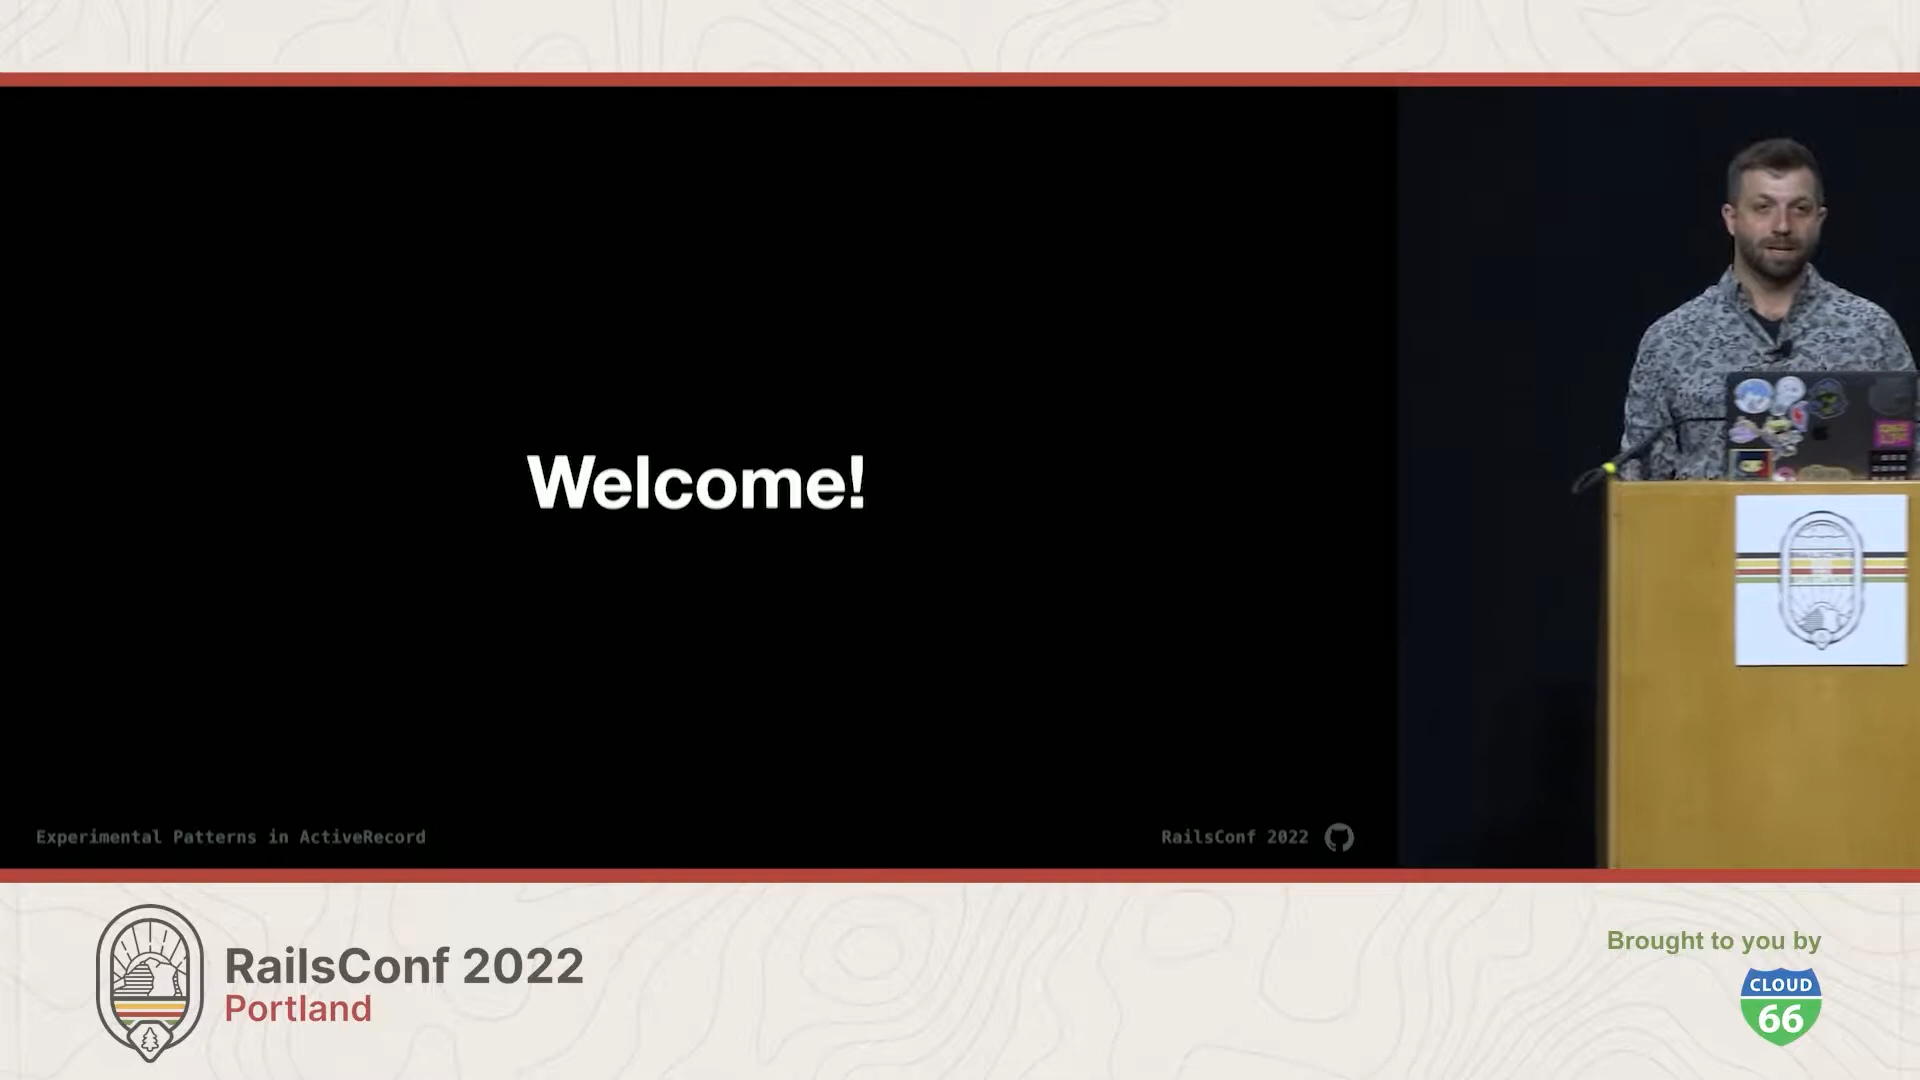 Welcome!
Experimental Patterns in ActiveRecord
RailsConf 2022
RailsConf 2022
Portland
Brought to you by
CLOUD
66